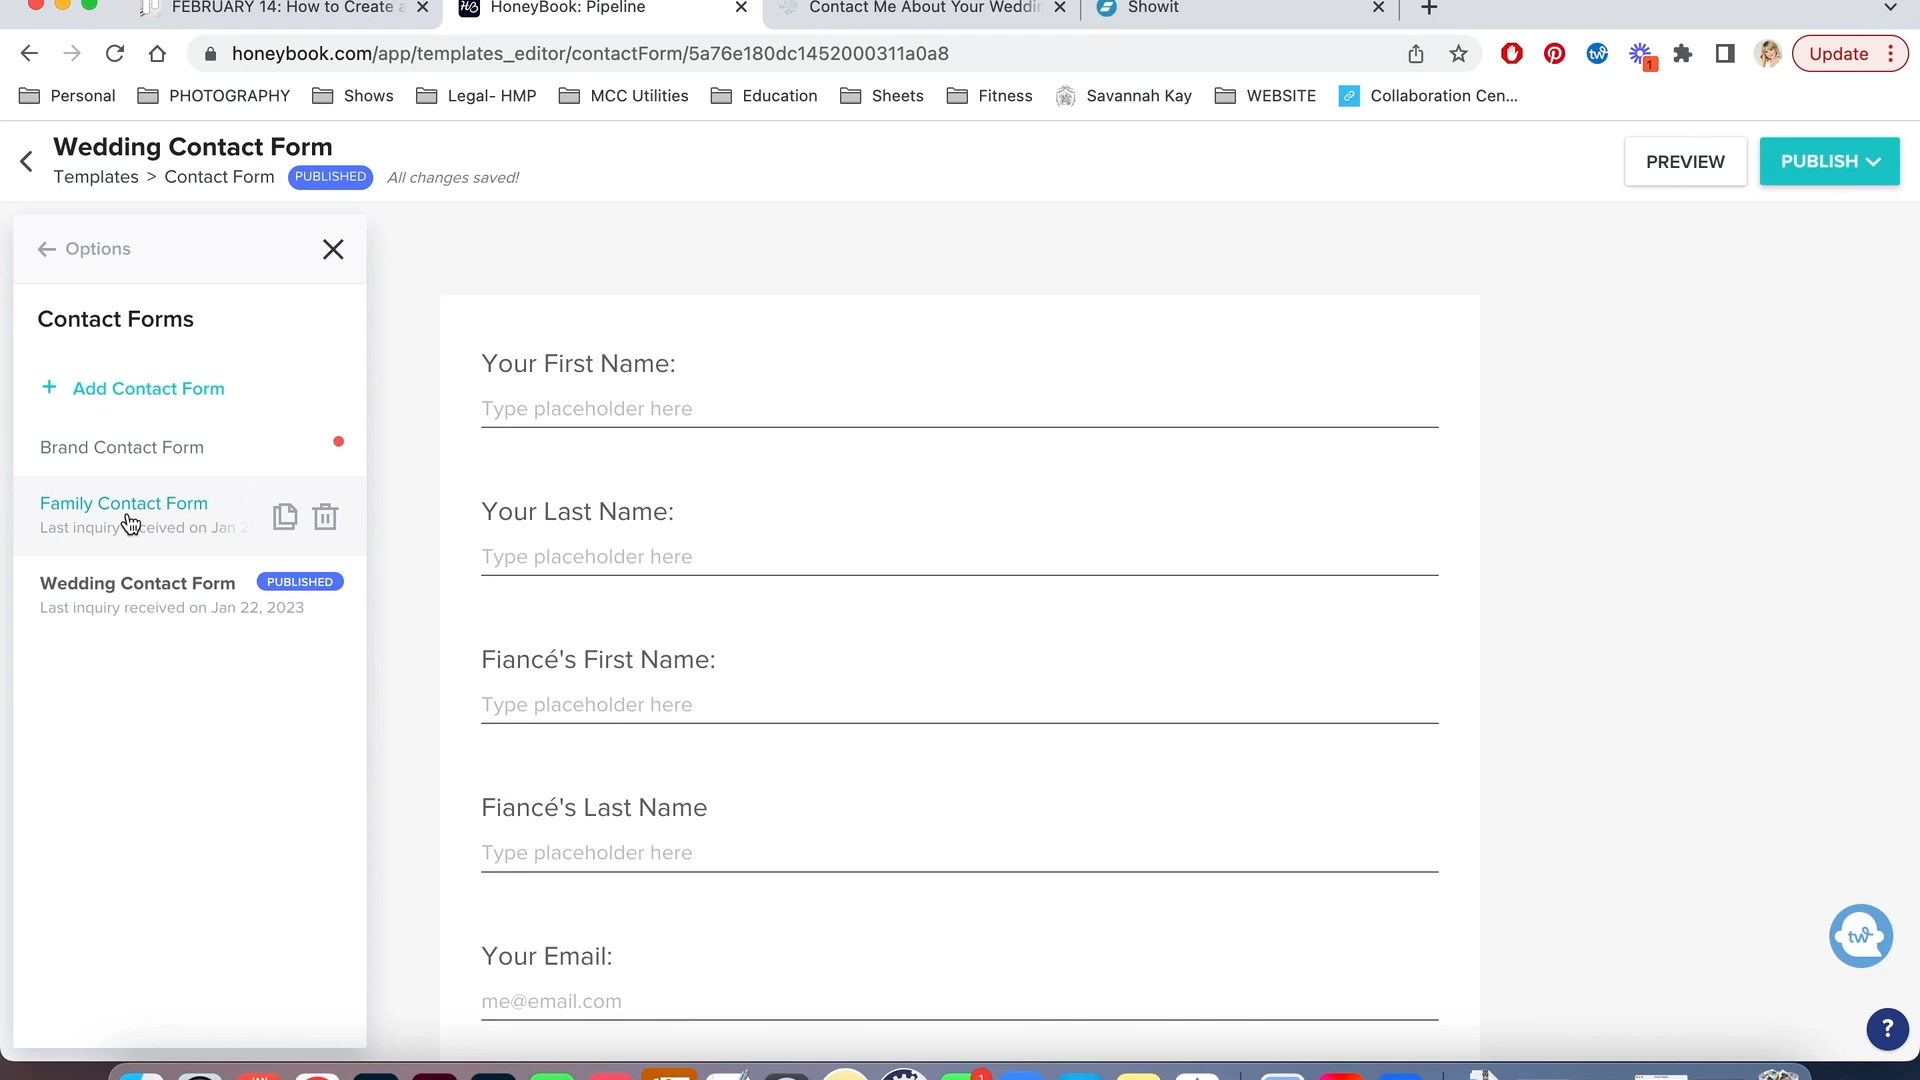 FEBRUARY 14: How to Create a
HoneyBook: Pipeline
Contact Me About Your Weddin
Showit
honeybook.com/app/templates_editor/contactForm/5a76e180dc1452000311a0a8
1
Update
Personal
PHOTOGRAPHY
Shows
Legal- HMP
MCC Utilities
Education
Sheets
Fitness
Savannah Kay
WEBSITE
Collaboration Cen...
Wedding Contact Form
Templates > Contact Form
PUBLISHED
All changes saved!
PREVIEW
PUBLISH
Options
Contact Forms
+ Add Contact Form
Brand Contact Form
Family Contact Form
Last inquiry received on Jan 2
Wedding Contact Form
PUBLISHED
Last inquiry received on Jan 22, 2023
Your First Name:
Type placeholder here
Your Last Name:
Type placeholder here
Fiancé's First Name:
Type placeholder here
Fiancé's Last Name
Type placeholder here
Your Email:
me@email.com
tw
?